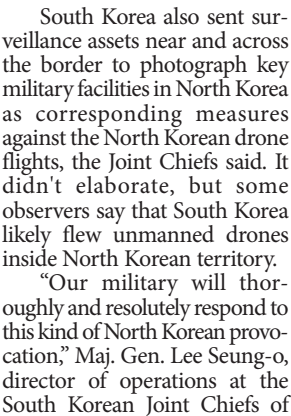 South Korea also sent sur-
veillance assets near and across
the border to photograph key
military facilities in North Korea
as corresponding measures
against the North Korean drone
flights, the Joint Chiefs said. It
didn't elaborate, but some
observers say that South Korea
likely flew unmanned drones
inside North Korean territory.
“Our military will thor-
oughly and resolutely respond to
this kind of North Korean provo-
cation,” Maj. Gen. Lee Seung-o,
director of operations at the
South Korean Joint Chiefs of